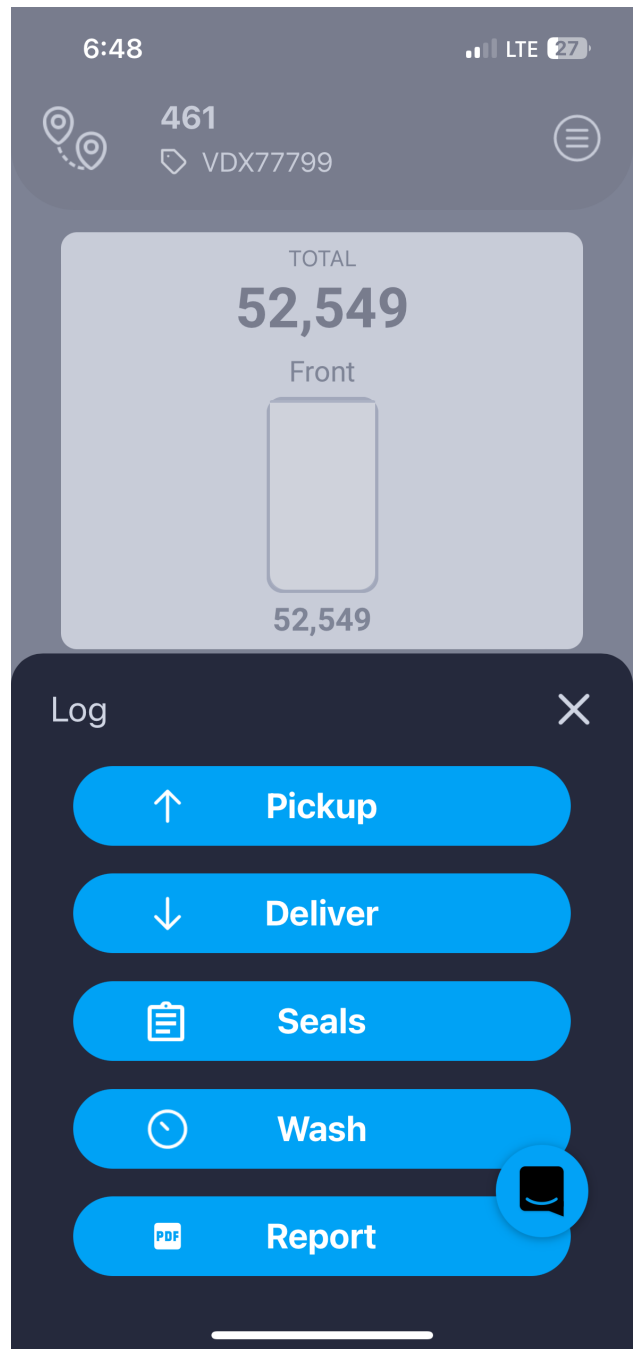 6:48
LTE 27
461
VDX77799
TOTAL
52,549
Front
52,549
Log
Pickup
Deliver
Seals
Wash
PDF Report